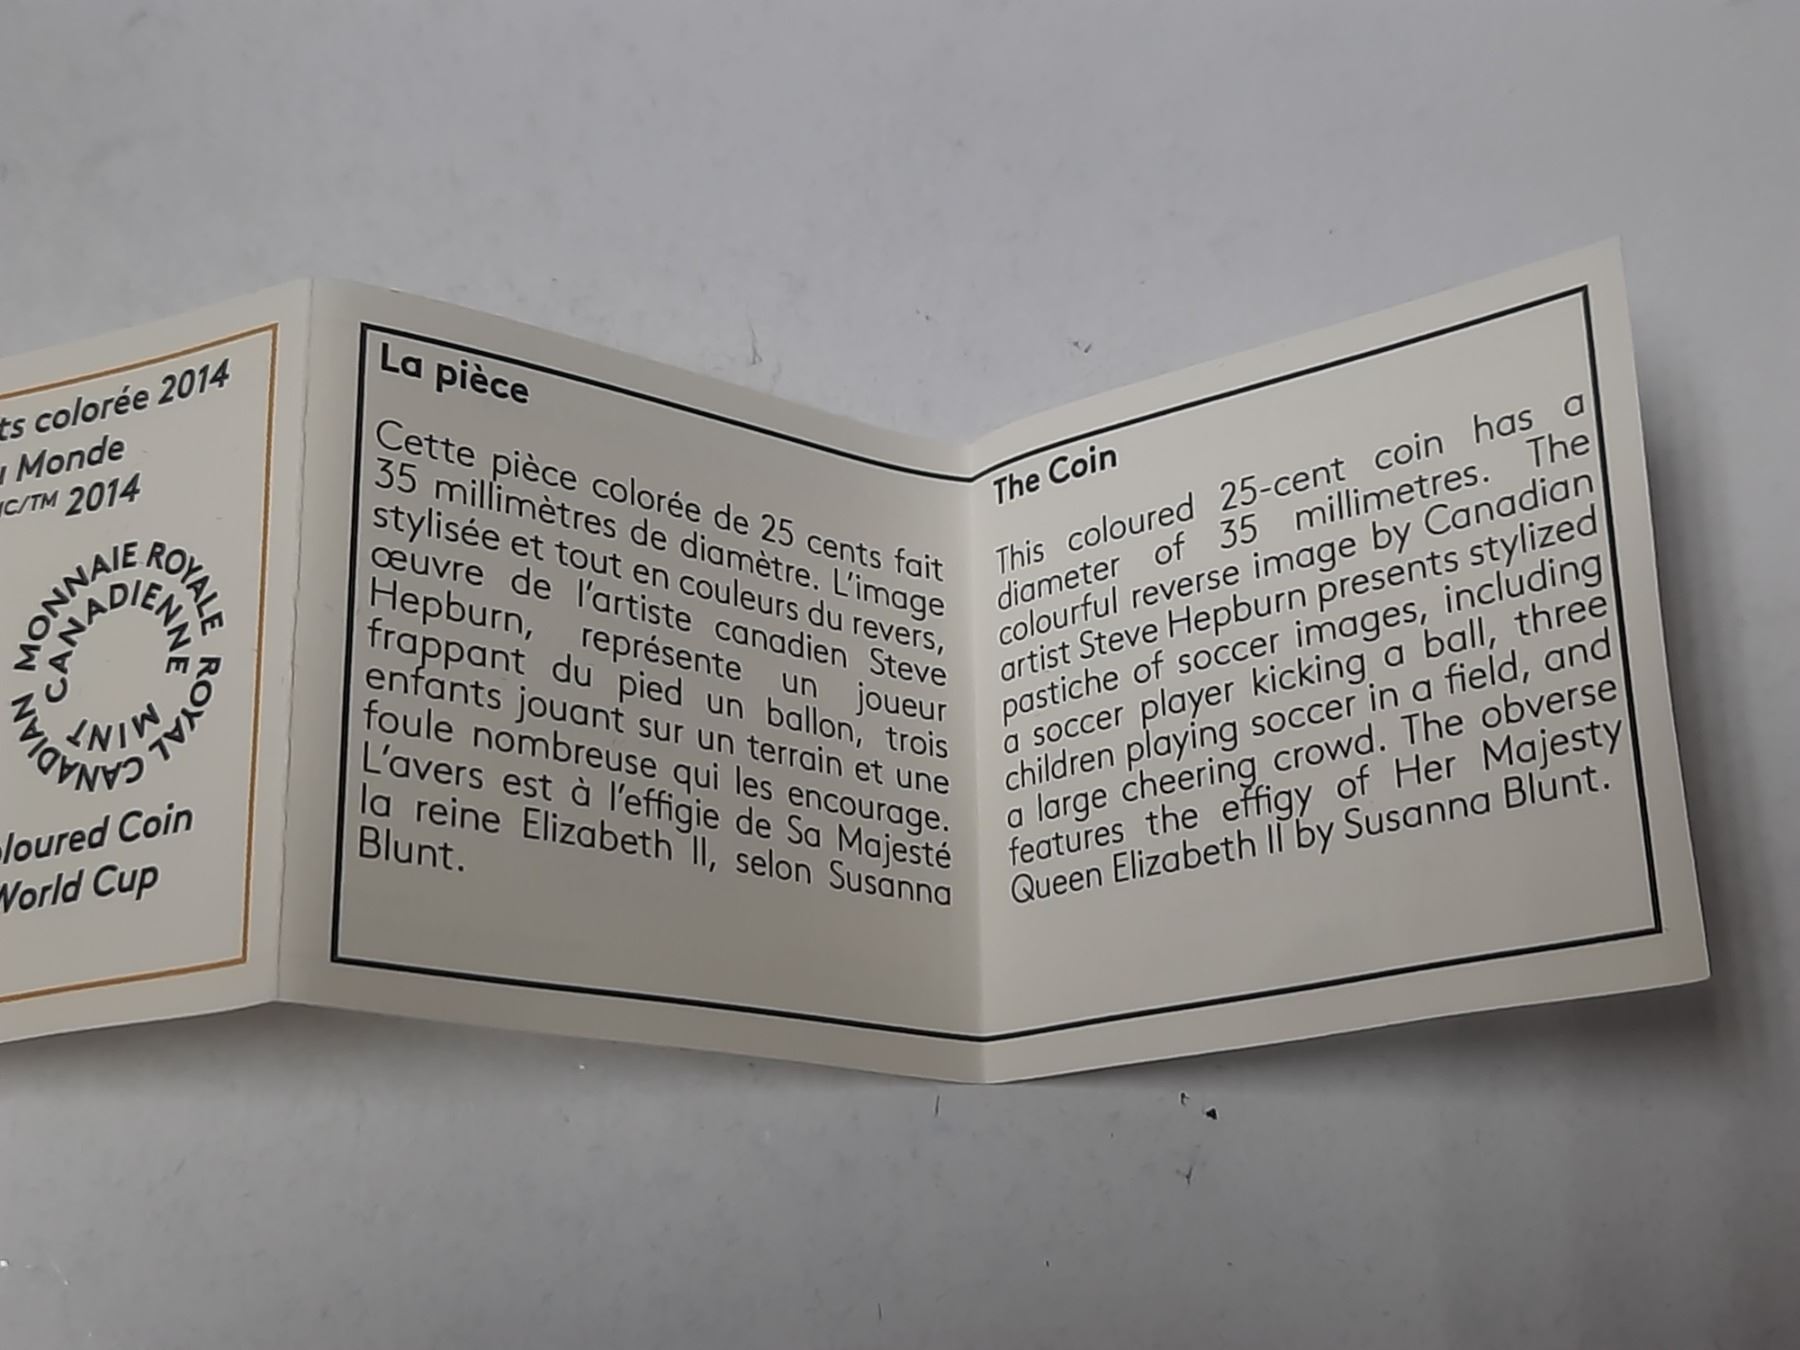 ts colorée 2014
Monde
MC/TM 2014
MONNAIE ROYALE CANADIENNE
ROYAL CANADIAN MINT
loured Coin
World Cup
La pièce
Cette pièce colorée de 25 cents fait
35 millimètres de diamètre. L'image
stylisée et tout en couleurs du revers,
œuvre de l'artiste canadien Steve
Hepburn, représente un joueur
frappant du pied un ballon, trois
enfants jouant sur un terrain et une
foule nombreuse qui les encourage.
L'avers est à l'effigie de Sa Majesté
la reine Elizabeth II, selon Susanna
Blunt.
The Coin
This coloured 25-cent coin has a
diameter of 35 millimetres. The
colourful reverse image by Canadian
artist Steve Hepburn presents stylized
pastiche of soccer images, including
a soccer player kicking a ball, three
children playing soccer in a field, and
a large cheering crowd. The obverse
features the effigy of Her Majesty
Queen Elizabeth II by Susanna Blunt.